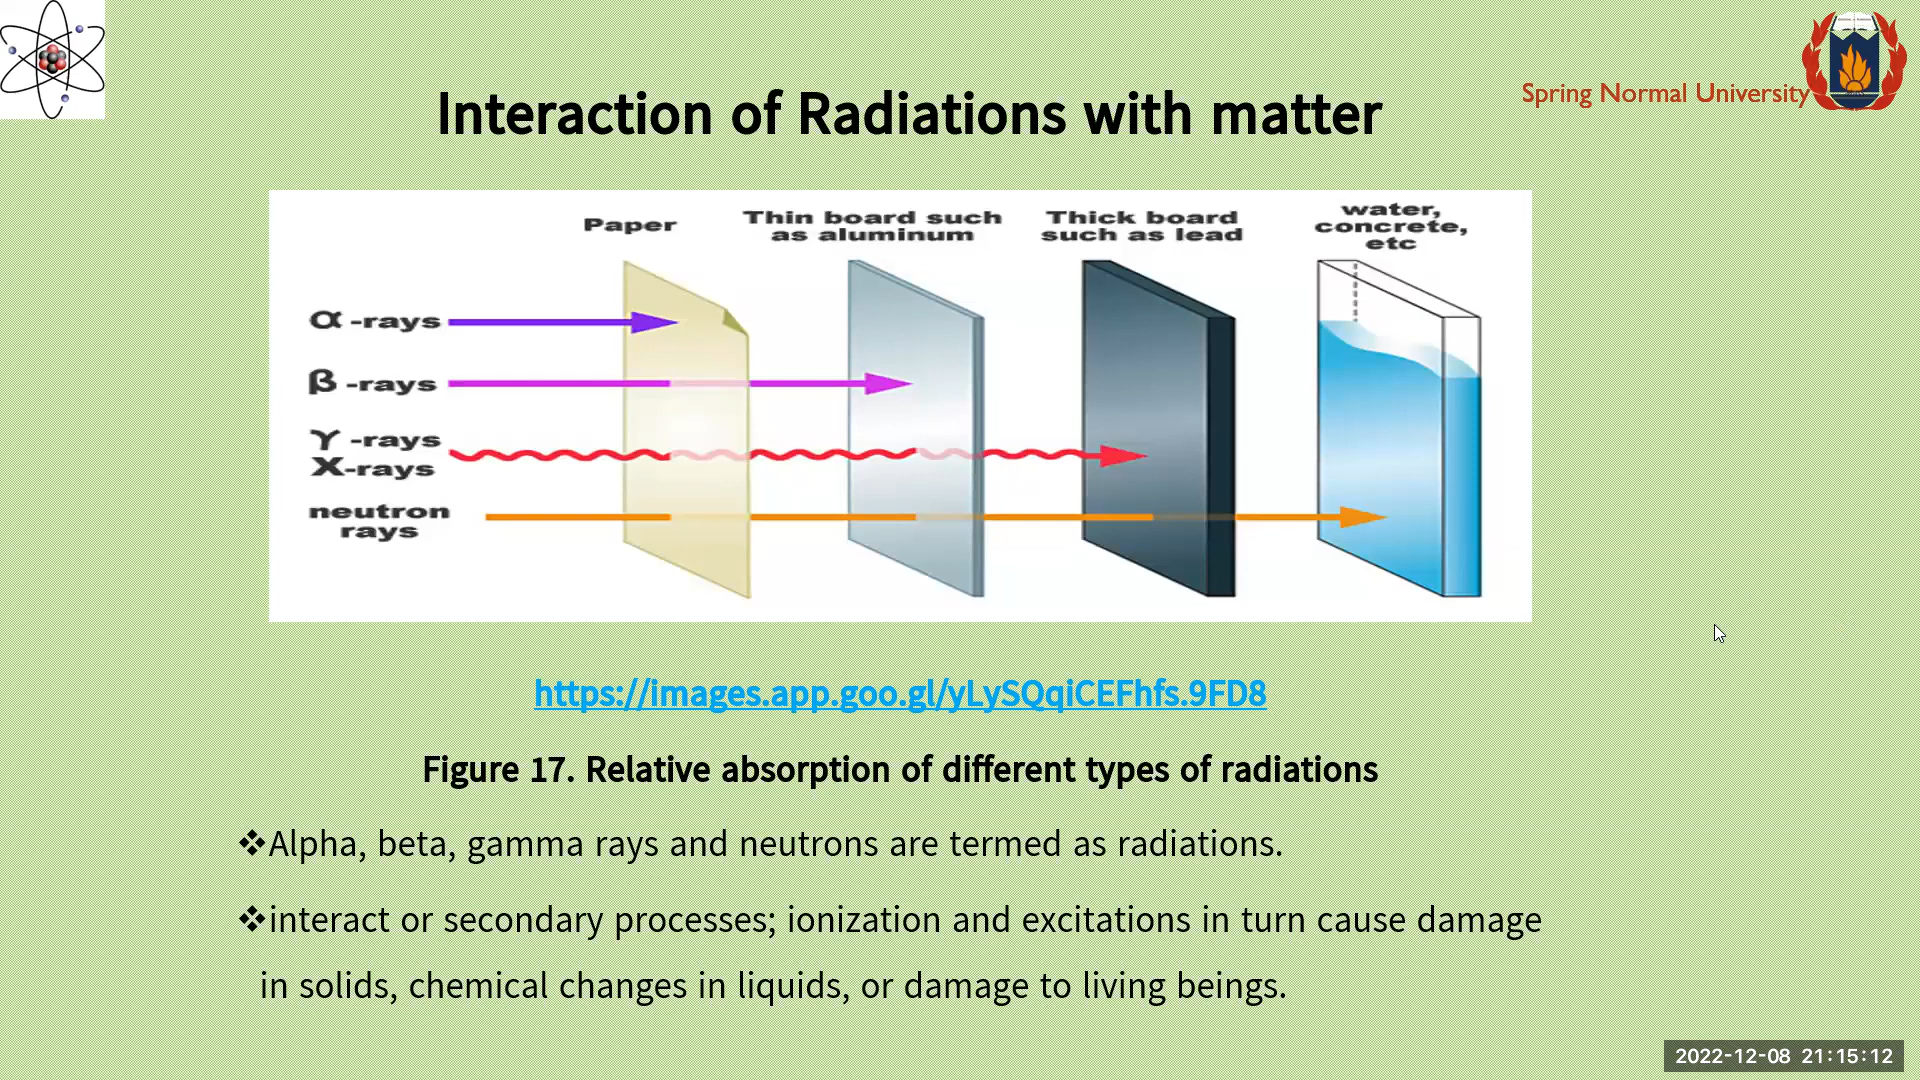 Spring Normal University
Interaction of Radiations with matter
Paper
Thin board such
as aluminum
Thick board
such as lead
water,
concrete,
etc
α -rays
β -rays
γ -rays
X-rays
neutron
rays
https://images.app.goo.gl/yLySQqiCEFhfs.9FD8
Figure 17. Relative absorption of different types of radiations
❖Alpha, beta, gamma rays and neutrons are termed as radiations.
❖interact or secondary processes; ionization and excitations in turn cause damage
in solids, chemical changes in liquids, or damage to living beings.
2022-12-08 21:15:12